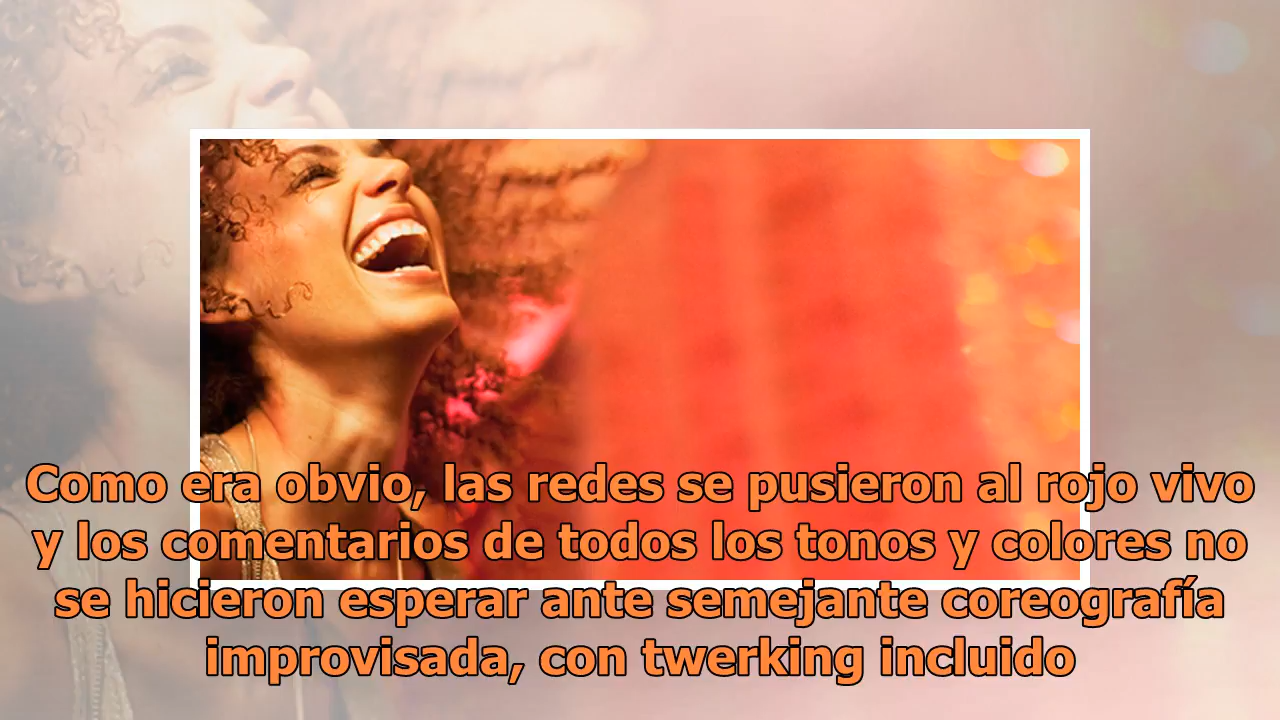 Como era obvio, las redes se pusieron al rojo vivo
y los comentarios de todos los tonos y colores no
se hicieron esperar ante semejante coreografía
improvisada, con twerking incluido